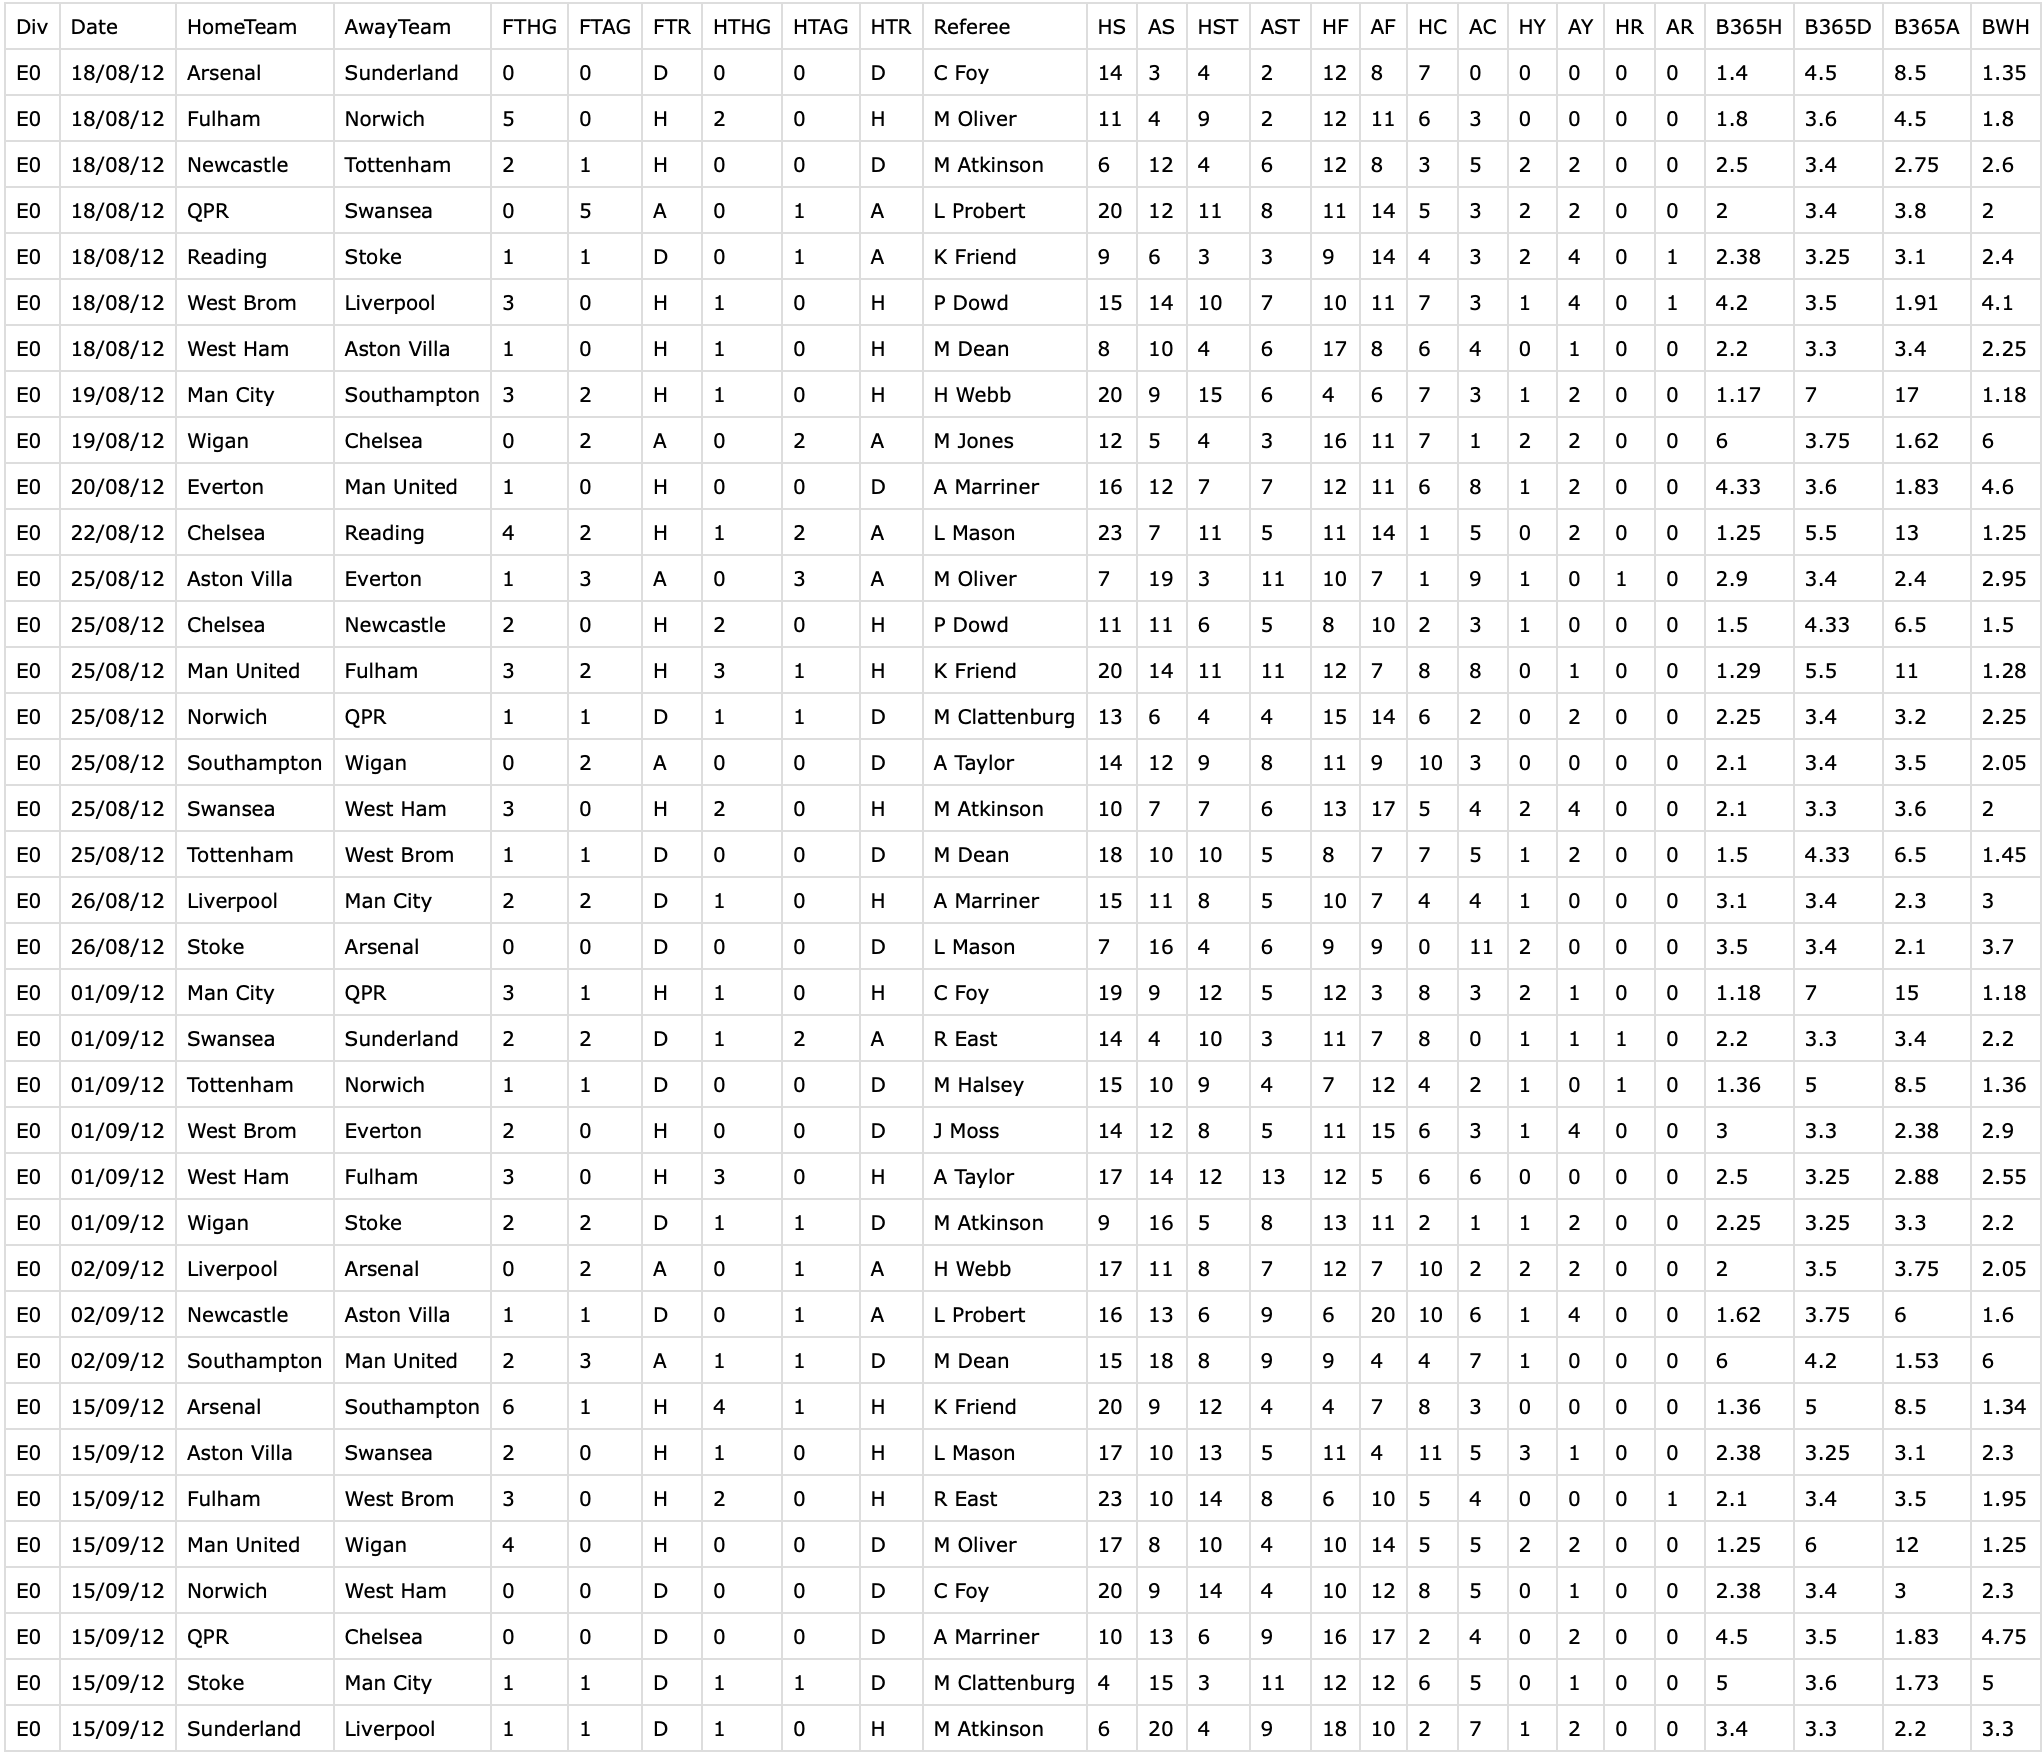 Div Date HomeTeam AwayTeam FTHG FTAG FTR HTHG HTAG HTR Referee HS AS HST AST HF AF HC AC HY AY HR AR B365H B365D B365A BWH
E0 18/08/12 Arsenal Sunderland 0 0 D 0 0 D C Foy 14 3 4 2 12 8 7 0 0 0 0 0 1.4 4.5 8.5 1.35
E0 18/08/12 Fulham Norwich 5 0 H 2 0 H M Oliver 11 4 9 2 12 11 6 3 0 0 0 0 1.8 3.6 4.5 1.8
E0 18/08/12 Newcastle Tottenham 2 1 H 0 0 D M Atkinson 6 12 4 6 12 8 3 5 2 2 0 0 2.5 3.4 2.75 2.6
E0 18/08/12 QPR Swansea 0 5 A 0 1 A L Probert 20 12 11 8 11 14 5 3 2 2 0 0 2 3.4 3.8 2
E0 18/08/12 Reading Stoke 1 1 D 0 1 A K Friend 9 6 3 3 9 14 4 3 2 4 0 1 2.38 3.25 3.1 2.4
E0 18/08/12 West Brom Liverpool 3 0 H 1 0 H P Dowd 15 14 10 7 10 11 7 3 1 4 0 1 4.2 3.5 1.91 4.1
E0 18/08/12 West Ham Aston Villa 1 0 H 1 0 H M Dean 8 10 4 6 17 8 6 4 0 1 0 0 2.2 3.3 3.4 2.25
E0 19/08/12 Man City Southampton 3 2 H 1 0 H H Webb 20 9 15 6 4 6 7 3 1 2 0 0 1.17 7 17 1.18
E0 19/08/12 Wigan Chelsea 0 2 A 0 2 A M Jones 12 5 4 3 16 11 7 1 2 2 0 0 6 3.75 1.62 6
E0 20/08/12 Everton Man United 1 0 H 0 0 D A Marriner 16 12 7 7 12 11 6 8 1 2 0 0 4.33 3.6 1.83 4.6
E0 22/08/12 Chelsea Reading 4 2 H 1 2 A L Mason 23 7 11 5 11 14 1 5 0 2 0 0 1.25 5.5 13 1.25
E0 25/08/12 Aston Villa Everton 1 3 A 0 3 A M Oliver 7 19 3 11 10 7 1 9 1 0 1 0 2.9 3.4 2.4 2.95
E0 25/08/12 Chelsea Newcastle 2 0 H 2 0 H P Dowd 11 11 6 5 8 10 2 3 1 0 0 0 1.5 4.33 6.5 1.5
E0 25/08/12 Man United Fulham 3 2 H 3 1 H K Friend 20 14 11 11 12 7 8 8 0 1 0 0 1.29 5.5 11 1.28
E0 25/08/12 Norwich QPR 1 1 D 1 1 D M Clattenburg 13 6 4 4 15 14 6 2 0 2 0 0 2.25 3.4 3.2 2.25
E0 25/08/12 Southampton Wigan 0 2 A 0 0 D A Taylor 14 12 9 8 11 9 10 3 0 0 0 0 2.1 3.4 3.5 2.05
E0 25/08/12 Swansea West Ham 3 0 H 2 0 H M Atkinson 10 7 7 6 13 17 5 4 2 4 0 0 2.1 3.3 3.6 2
E0 25/08/12 Tottenham West Brom 1 1 D 0 0 D M Dean 18 10 10 5 8 7 7 5 1 2 0 0 1.5 4.33 6.5 1.45
E0 26/08/12 Liverpool Man City 2 2 D 1 0 H A Marriner 15 11 8 5 10 7 4 4 1 0 0 0 3.1 3.4 2.3 3
E0 26/08/12 Stoke Arsenal 0 0 D 0 0 D L Mason 7 16 4 6 9 9 0 11 2 0 0 0 3.5 3.4 2.1 3.7
E0 01/09/12 Man City QPR 3 1 H 1 0 H C Foy 19 9 12 5 12 3 8 3 2 1 0 0 1.18 7 15 1.18
E0 01/09/12 Swansea Sunderland 2 2 D 1 2 A R East 14 4 10 3 11 7 8 0 1 1 1 0 2.2 3.3 3.4 2.2
E0 01/09/12 Tottenham Norwich 1 1 D 0 0 D M Halsey 15 10 9 4 7 12 4 2 1 0 1 0 1.36 5 8.5 1.36
E0 01/09/12 West Brom Everton 2 0 H 0 0 D J Moss 14 12 8 5 11 15 6 3 1 4 0 0 3 3.3 2.38 2.9
E0 01/09/12 West Ham Fulham 3 0 H 3 0 H A Taylor 17 14 12 13 12 5 6 6 0 0 0 0 2.5 3.25 2.88 2.55
E0 01/09/12 Wigan Stoke 2 2 D 1 1 D M Atkinson 9 16 5 8 13 11 2 1 1 2 0 0 2.25 3.25 3.3 2.2
E0 02/09/12 Liverpool Arsenal 0 2 A 0 1 A H Webb 17 11 8 7 12 7 10 2 2 2 0 0 2 3.5 3.75 2.05
E0 02/09/12 Newcastle Aston Villa 1 1 D 0 1 A L Probert 16 13 6 9 6 20 10 6 1 4 0 0 1.62 3.75 6 1.6
E0 02/09/12 Southampton Man United 2 3 A 1 1 D M Dean 15 18 8 9 9 4 4 7 1 0 0 0 6 4.2 1.53 6
E0 15/09/12 Arsenal Southampton 6 1 H 4 1 H K Friend 20 9 12 4 4 7 8 3 0 0 0 0 1.36 5 8.5 1.34
E0 15/09/12 Aston Villa Swansea 2 0 H 1 0 H L Mason 17 10 13 5 11 4 11 5 3 1 0 0 2.38 3.25 3.1 2.3
E0 15/09/12 Fulham West Brom 3 0 H 2 0 H R East 23 10 14 8 6 10 5 4 0 0 0 1 2.1 3.4 3.5 1.95
E0 15/09/12 Man United Wigan 4 0 H 0 0 D M Oliver 17 8 10 4 10 14 5 5 2 2 0 0 1.25 6 12 1.25
E0 15/09/12 Norwich West Ham 0 0 D 0 0 D C Foy 20 9 14 4 10 12 8 5 0 1 0 0 2.38 3.4 3 2.3
E0 15/09/12 QPR Chelsea 0 0 D 0 0 D A Marriner 10 13 6 9 16 17 2 4 0 2 0 0 4.5 3.5 1.83 4.75
E0 15/09/12 Stoke Man City 1 1 D 1 1 D M Clattenburg 4 15 3 11 12 12 6 5 0 1 0 0 5 3.6 1.73 5
E0 15/09/12 Sunderland Liverpool 1 1 D 1 0 H M Atkinson 6 20 4 9 18 10 2 7 1 2 0 0 3.4 3.3 2.2 3.3